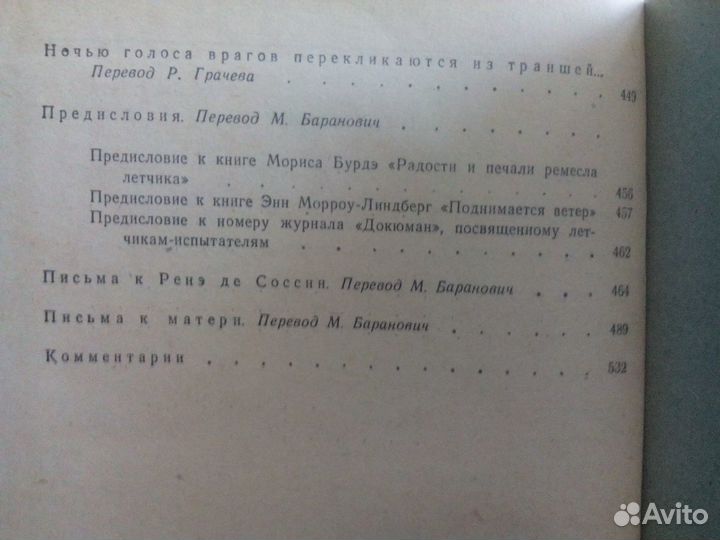 Ночью голоса врагов перекликаются из траншей...
Перевод Р. Грачева . . . . . . . . . . . 449
Предисловия. Перевод М. Баранович . . . . . .
Предисловие к книге Мориса Бурдэ «Радости и печали ремесла
летчика» . . . . . . . . . . . . . 456
Предисловие к книге Энн Морроу-Линдберг «Поднимается ветер» 457
Предисловие к номеру журнала «Докюман», посвященному лет-
чикам-испытателям . . . . . . . . . . 462
Письма к Ренэ де Соссин. Перевод М. Баранович . . . 464
Письма к матери. Перевод М. Баранович . . . . . . 489
Комментарии . . . . . . . . . . . . . 532
Avito